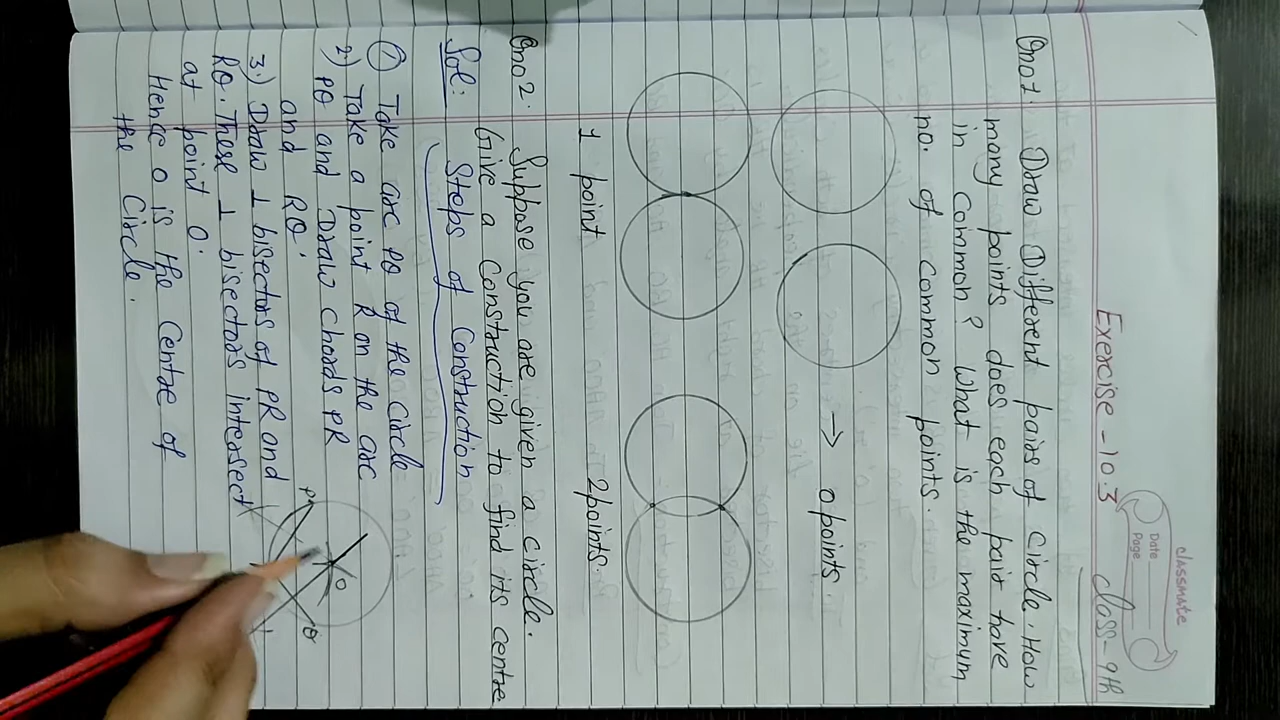 classmate
Date
Page
Exercise - 10.3 Class - 9th
Qno1. Draw Different pairs of Circle. How
many points does each pair have
in Common? What is the maximum
no. of common points.
→ 0 points.
1 point
2 points.
Qno2. Suppose you are given a Circle.
Give a Construction to find its centre
Sol: Steps of Construction
① Take arc PQ of the circle
2) Take a point R on the arc
PQ and Draw chords PR
and RQ.
3.) Draw ⊥ bisectors of PR and
RQ. These ⊥ bisectors intersect
at point O.
Hence O is the Centre of
the Circle.
P
O
Q